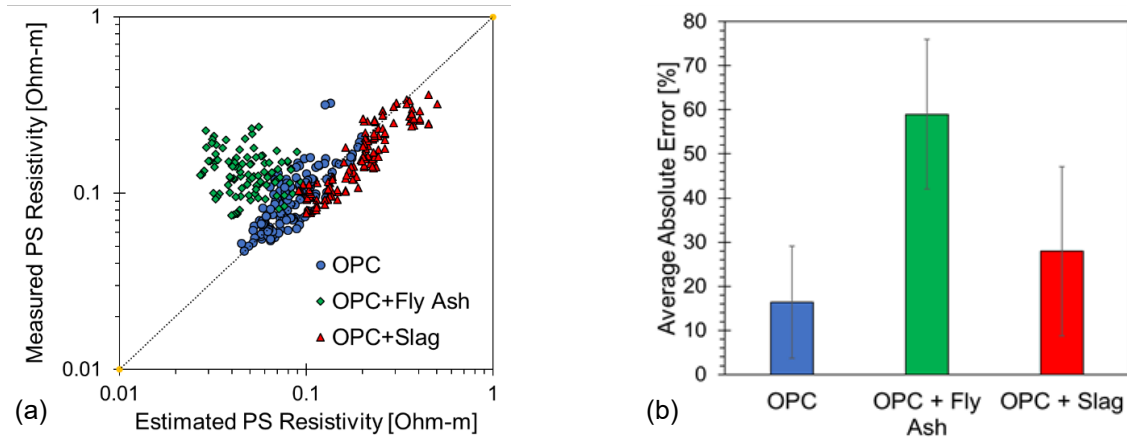 Measured PS Resistivity [Ohm-m]
1
0.1
0.01
0.01
0.1
1
Estimated PS Resistivity [Ohm-m]
OPC
OPC+Fly Ash
OPC+Slag
(a)
Average Absolute Error [%]
80
70
60
50
40
30
20
10
0
OPC
OPC + Fly
Ash
OPC + Slag
(b)